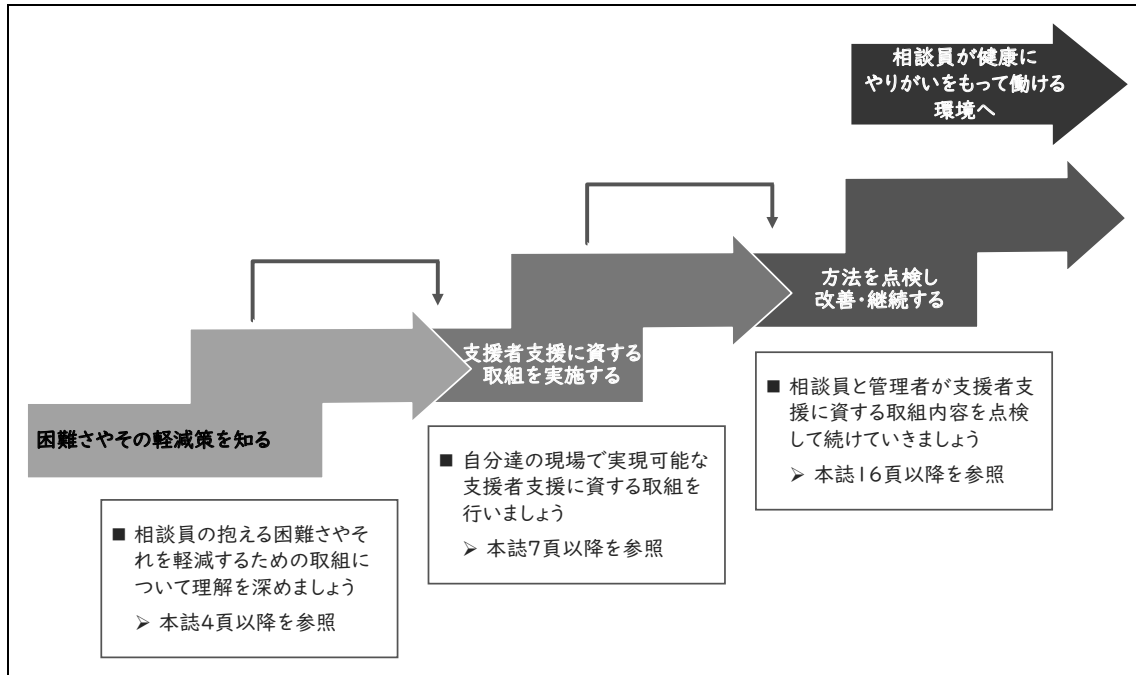 相談員が健康に
やりがいをもって働ける
環境へ
方法を点検し
改善・継続する
支援者支援に資する
取組を実施する
困難さやその軽減策を知る
■ 相談員と管理者が支援者支
援に資する取組内容を点検
して続けていきましょう
➢ 本誌16頁以降を参照
■ 自分達の現場で実現可能な
支援者支援に資する取組を
行いましょう
➢ 本誌7頁以降を参照
■ 相談員の抱える困難さやそ
れを軽減するための取組に
ついて理解を深めましょう
➢ 本誌4頁以降を参照